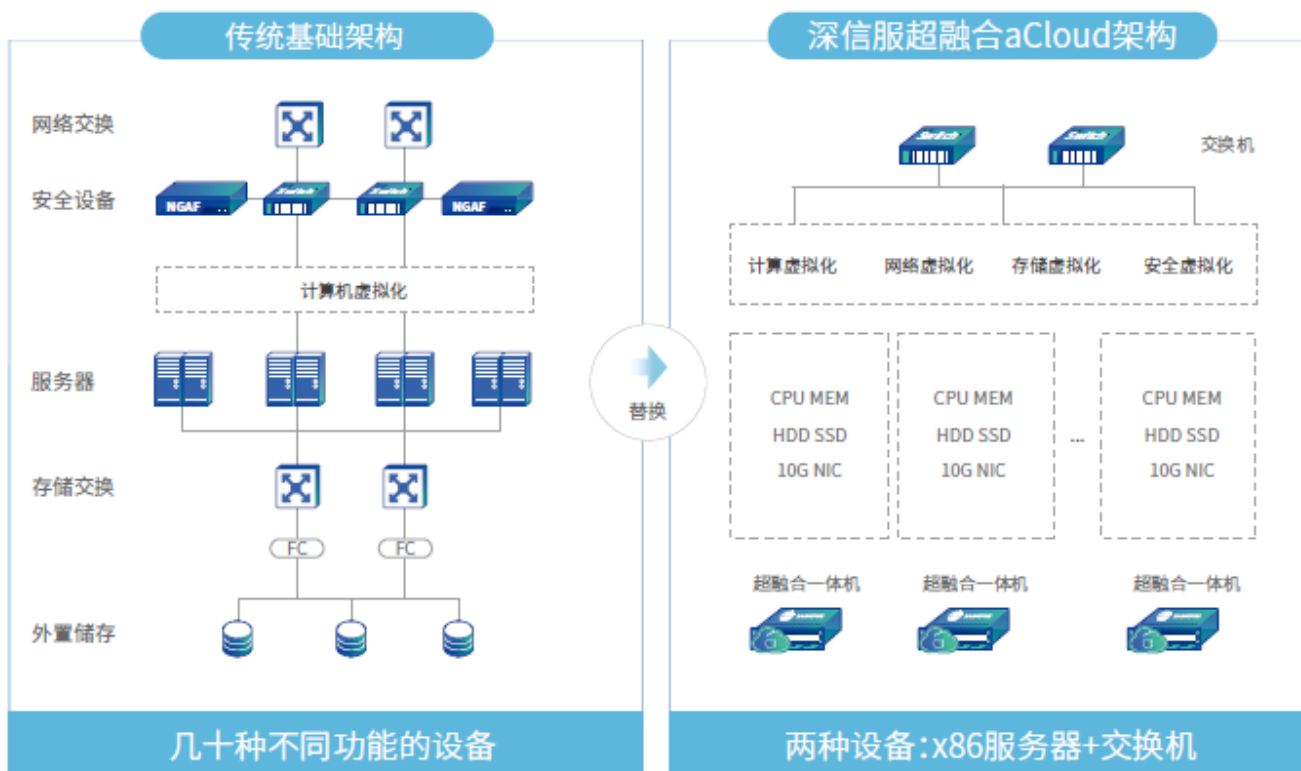 传统基础架构
网络交换
安全设备
NGAF
Switch
Switch
NGAF
计算机虚拟化
服务器
存储交换
FC
FC
外置储存
几十种不同功能的设备
替换
深信服超融合aCloud架构
Switch
Switch
交换机
计算虚拟化 网络虚拟化 存储虚拟化 安全虚拟化
CPU MEM
HDD SSD
10G NIC
CPU MEM
HDD SSD
10G NIC
...
CPU MEM
HDD SSD
10G NIC
超融合一体机
超融合一体机
超融合一体机
两种设备:x86服务器+交换机